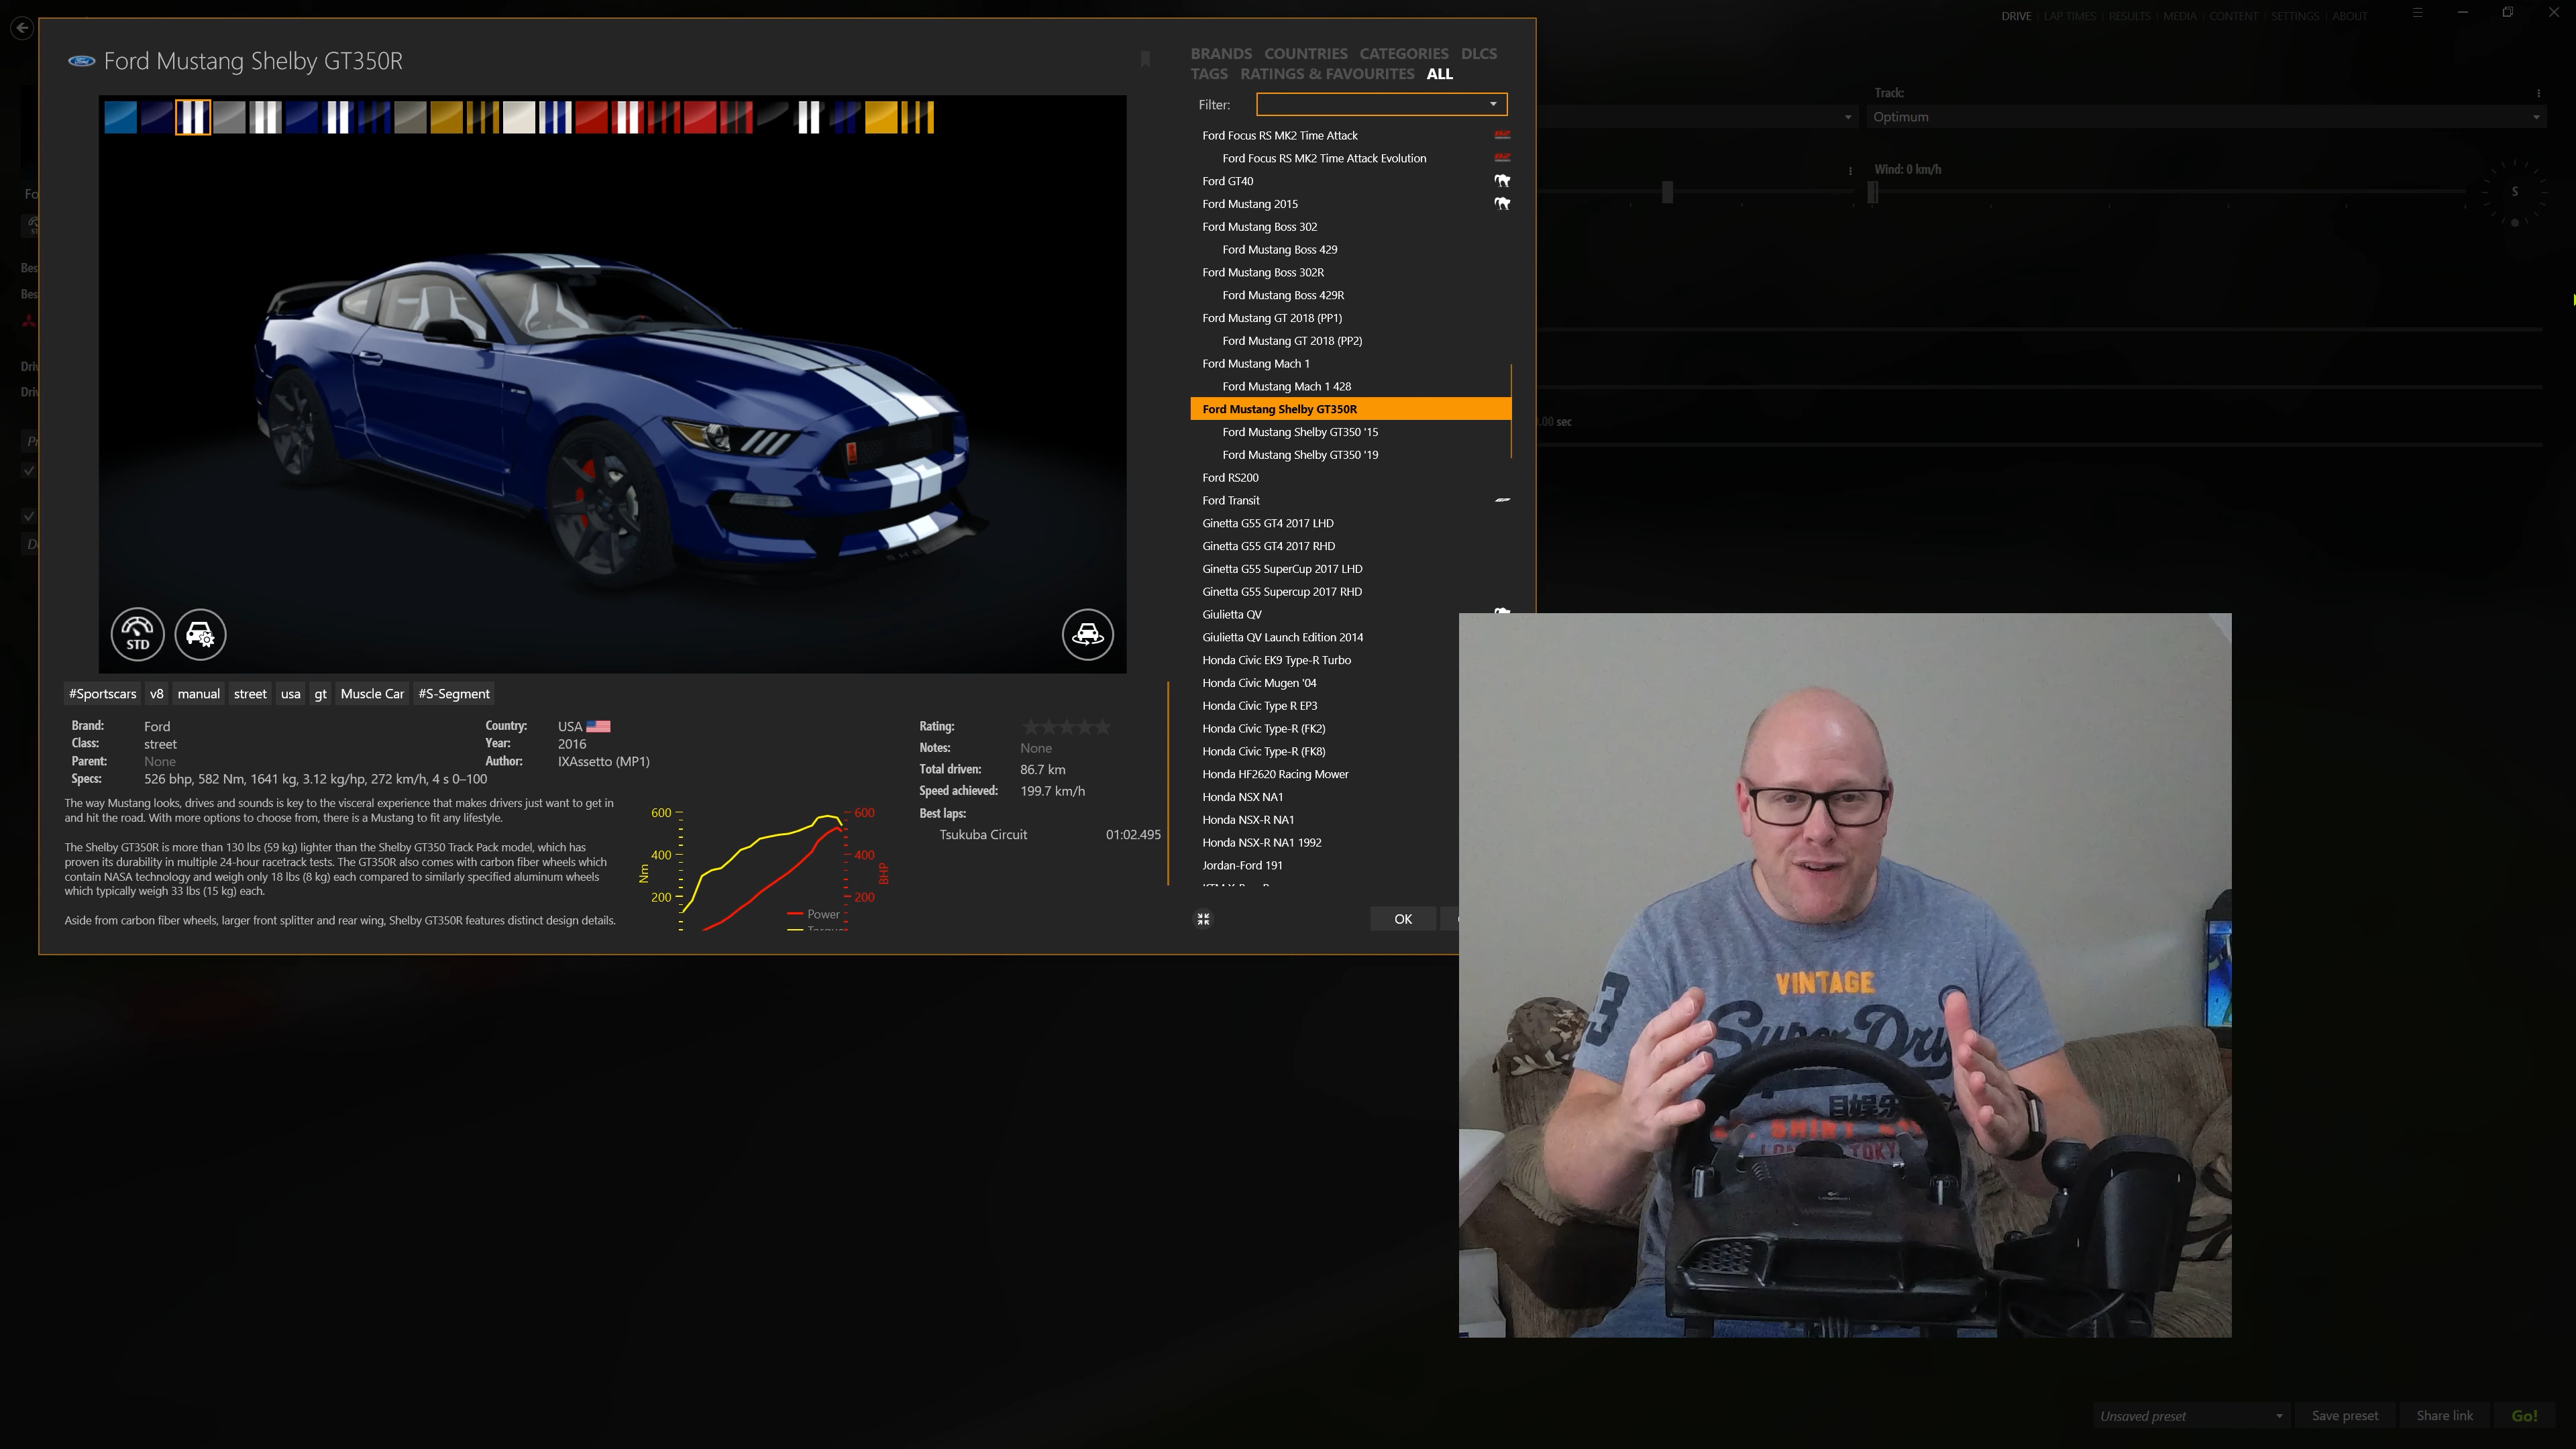 DRIVE LAP TIMES RESULTS MEDIA CONTENT SETTINGS ABOUT
Ford Mustang Shelby GT350R
BRANDS COUNTRIES CATEGORIES DLCS
TAGS RATINGS & FAVOURITES ALL
Filter:
Track:
Optimum
Wind: 0 km/h
S
Ford Focus RS MK2 Time Attack
Ford Focus RS MK2 Time Attack Evolution
Ford GT40
Ford Mustang 2015
Ford Mustang Boss 302
Ford Mustang Boss 429
Ford Mustang Boss 302R
Ford Mustang Boss 429R
Ford Mustang GT 2018 (PP1)
Ford Mustang GT 2018 (PP2)
Ford Mustang Mach 1
Ford Mustang Mach 1 428
Ford Mustang Shelby GT350R
Ford Mustang Shelby GT350 '15
Ford Mustang Shelby GT350 '19
Ford RS200
Ford Transit
Ginetta G55 GT4 2017 LHD
Ginetta G55 GT4 2017 RHD
Ginetta G55 SuperCup 2017 LHD
Ginetta G55 Supercup 2017 RHD
Giulietta QV
Giulietta QV Launch Edition 2014
Honda Civic EK9 Type-R Turbo
Honda Civic Mugen '04
Honda Civic Type R EP3
Honda Civic Type-R (FK2)
Honda Civic Type-R (FK8)
Honda HF2620 Racing Mower
Honda NSX NA1
Honda NSX-R NA1
Honda NSX-R NA1 1992
Jordan-Ford 191
OK
.00 sec
STD
#Sportscars v8 manual street usa gt Muscle Car #S-Segment
Brand: Ford
Class: street
Parent: None
Specs: 526 bhp, 582 Nm, 1641 kg, 3.12 kg/hp, 272 km/h, 4 s 0–100
Country: USA
Year: 2016
Author: IXAssetto (MP1)
Rating:
Notes: None
Total driven: 86.7 km
Speed achieved: 199.7 km/h
Best laps:
Tsukuba Circuit 01:02.495
The way Mustang looks, drives and sounds is key to the visceral experience that makes drivers just want to get in
and hit the road. With more options to choose from, there is a Mustang to fit any lifestyle.
The Shelby GT350R is more than 130 lbs (59 kg) lighter than the Shelby GT350 Track Pack model, which has
proven its durability in multiple 24-hour racetrack tests. The GT350R also comes with carbon fiber wheels which
contain NASA technology and weigh only 18 lbs (8 kg) each compared to similarly specified aluminum wheels
which typically weigh 33 lbs (15 kg) each.
Aside from carbon fiber wheels, larger front splitter and rear wing, Shelby GT350R features distinct design details.
600
400
200
Nm
600
400
200
BHP
Power
Torque
VINTAGE
Super Dry
3
Unsaved preset
Save preset
Share link
Go!